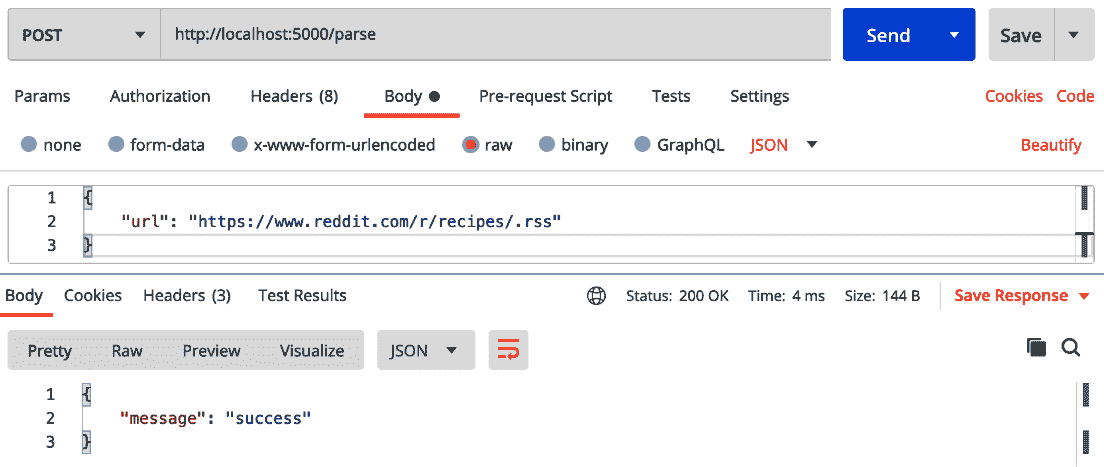 POST http://localhost:5000/parse Send Save
Params Authorization Headers (8) Body Pre-request Script Tests Settings Cookies Code
none form-data x-www-form-urlencoded raw binary GraphQL JSON Beautify
1 {
2 "url": "https://www.reddit.com/r/recipes/.rss"
3 }
Body Cookies Headers (3) Test Results Status: 200 OK Time: 4 ms Size: 144 B Save Response
Pretty Raw Preview Visualize JSON
1 {
2 "message": "success"
3 }